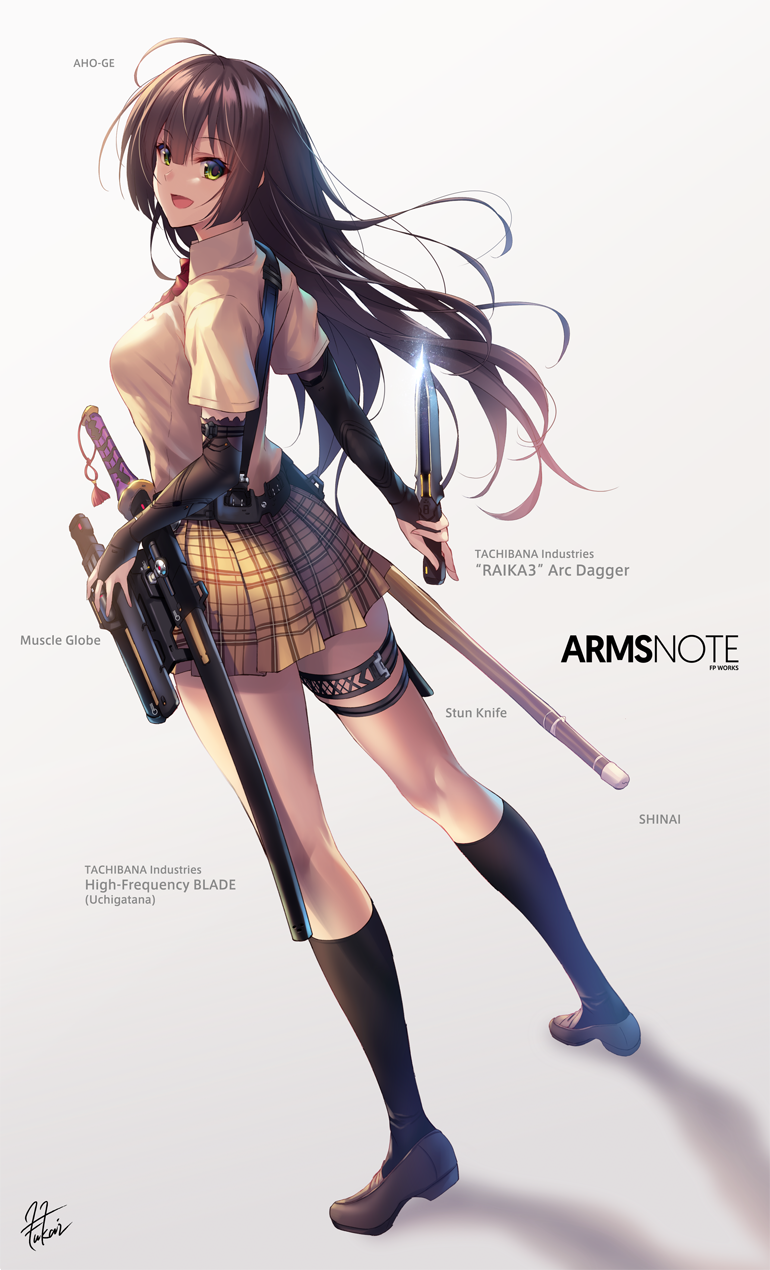 AHO-GE
TACHIBANA Industries
"RAIKA3" Arc Dagger
Muscle Globe
ARMSNOTE
FP WORKS
Stun Knife
SHINAI
TACHIBANA Industries
High-Frequency BLADE
(Uchigatana)